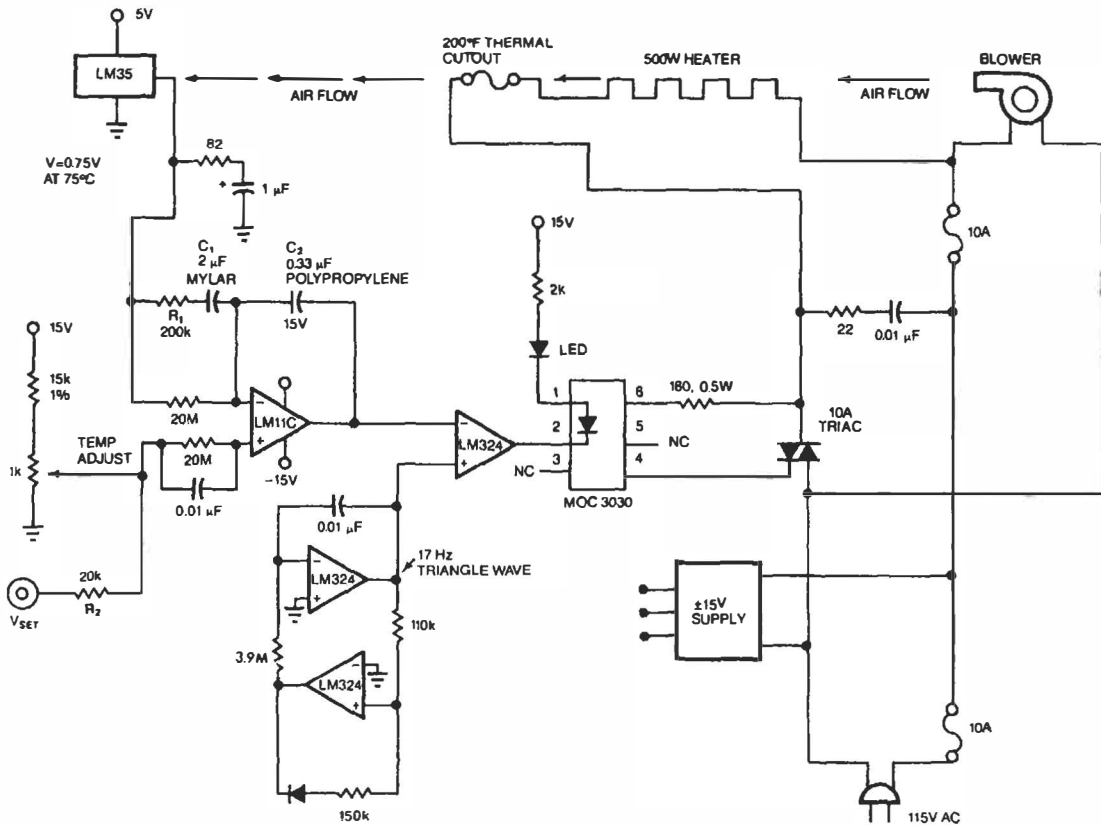 5V
LM35
V=0.75V
AT 75°C
AIR FLOW
200°F THERMAL
CUTOUT
500W HEATER
AIR FLOW
BLOWER
82
+
1 µF
C1
2 µF
MYLAR
C2
0.33 µF
POLYPROPYLENE
15V
R1
200k
15V
15k
1%
1k
TEMP
ADJUST
20M
20M
0.01 µF
-
+
LM11C
-15V
20k
R2
VSET
-
+
LM324
15V
2k
LED
1
2
3
NC
6
5
4
NC
MOC 3030
180, 0.5W
22
0.01 µF
10A
10A
TRIAC
0.01 µF
-
+
LM324
17 Hz
TRIANGLE WAVE
110k
3.9M
-
+
LM324
150k
±15V
SUPPLY
10A
115V AC